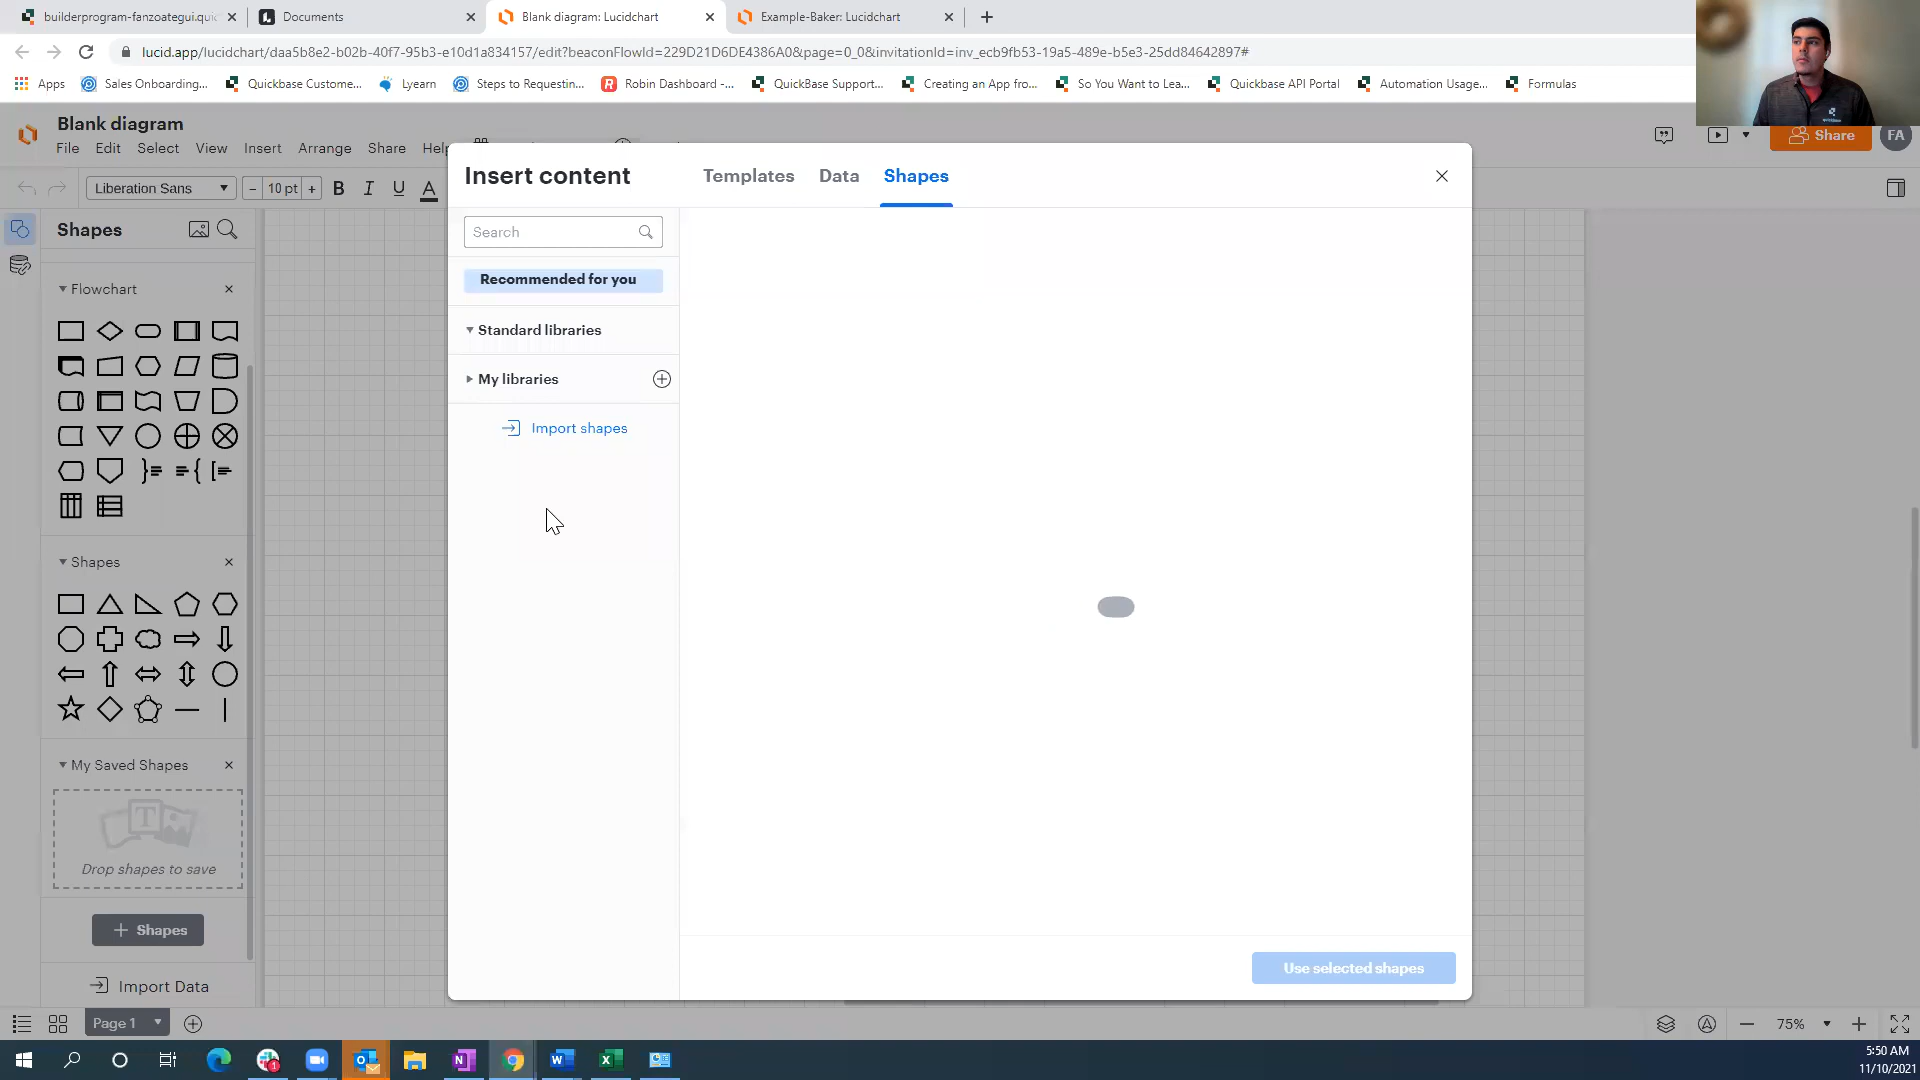 builderprogram-fanzoategui.quic
Documents
Blank diagram: Lucidchart
Example-Baker: Lucidchart
lucid.app/lucidchart/daa5b8e2-b02b-40f7-95b3-e10d1a834157/edit?beaconFlowId=229D21D6DE4386A0&page=0_0&invitationId=inv_ecb9fb53-19a5-489e-b5e3-25dd84642897#
Apps
Sales Onboarding...
Quickbase Custome...
Lyearn
Steps to Requestin...
Robin Dashboard -...
QuickBase Support...
Creating an App fro...
So You Want to Lea...
Quickbase API Portal
Automation Usage...
Formulas
Blank diagram
File Edit Select View Insert Arrange Share Help
Share
FA
Liberation Sans
− 10 pt +
B I U A
Insert content
Templates Data Shapes
Search
Recommended for you
Standard libraries
My libraries
Import shapes
Use selected shapes
Shapes
Flowchart
Shapes
My Saved Shapes
T
Drop shapes to save
+ Shapes
Import Data
Page 1
75%
5:50 AM
11/10/2021